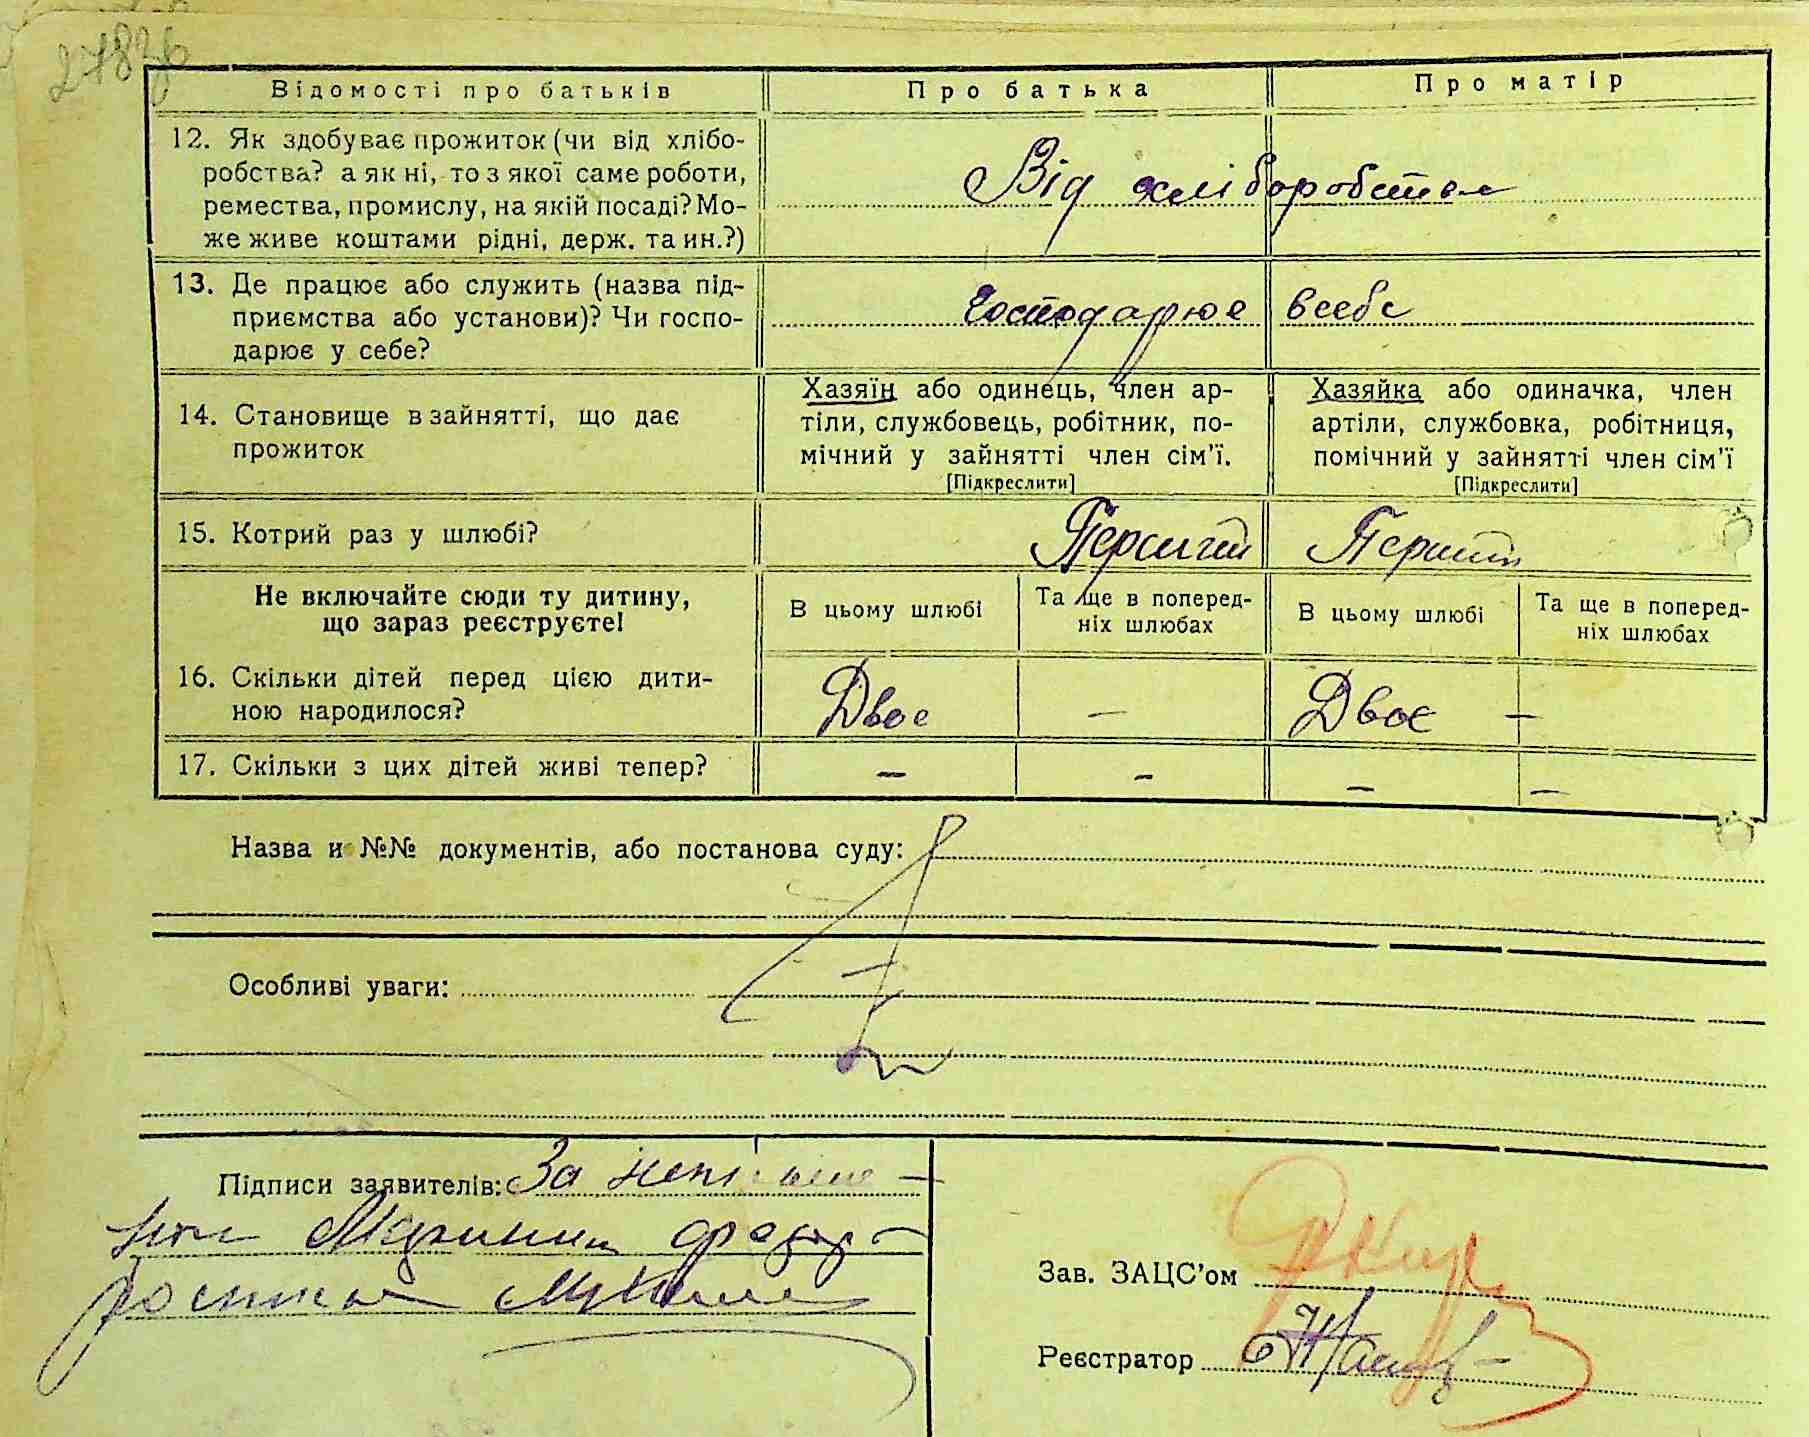 278зв
Відомості про батьків Про батька Про матір
12. Як здобуває прожиток (чи від хлібо-
робства? а як ні, то з якої саме роботи,
ремества, промислу, на якій посаді? Мо-
же живе коштами рідні, держ. та ин.?)
Від хліборобства
13. Де працює або служить (назва під-
приємства або установи)? Чи госпо-
дарює у себе?
Господарює всебе
14. Становище в зайнятті, що дає
прожиток
Хазяїн або одинець, член ар-
тіли, службовець, робітник, по-
мічний у зайнятті член сім'ї.
[Підкреслити]
Хазяйка або одиначка, член
артіли, службовка, робітниця,
помічний у зайнятті член сім'ї
[Підкреслити]
15. Котрий раз у шлюбі? Перший Перший
Не включайте сюди ту дитину,
що зараз реєструєте!
В цьому шлюбі
Та ще в поперед-
ніх шлюбах
В цьому шлюбі
Та ще в поперед-
ніх шлюбах
16. Скільки дітей перед цією дити-
ною народилося?
Двоє — Двоє —
17. Скільки з цих дітей живі тепер? — — — —
Назва и №№ документів, або постанова суду:
Особливі уваги:
Підписи заявителів: За
Зав. ЗАЦС'ом
Реєстратор